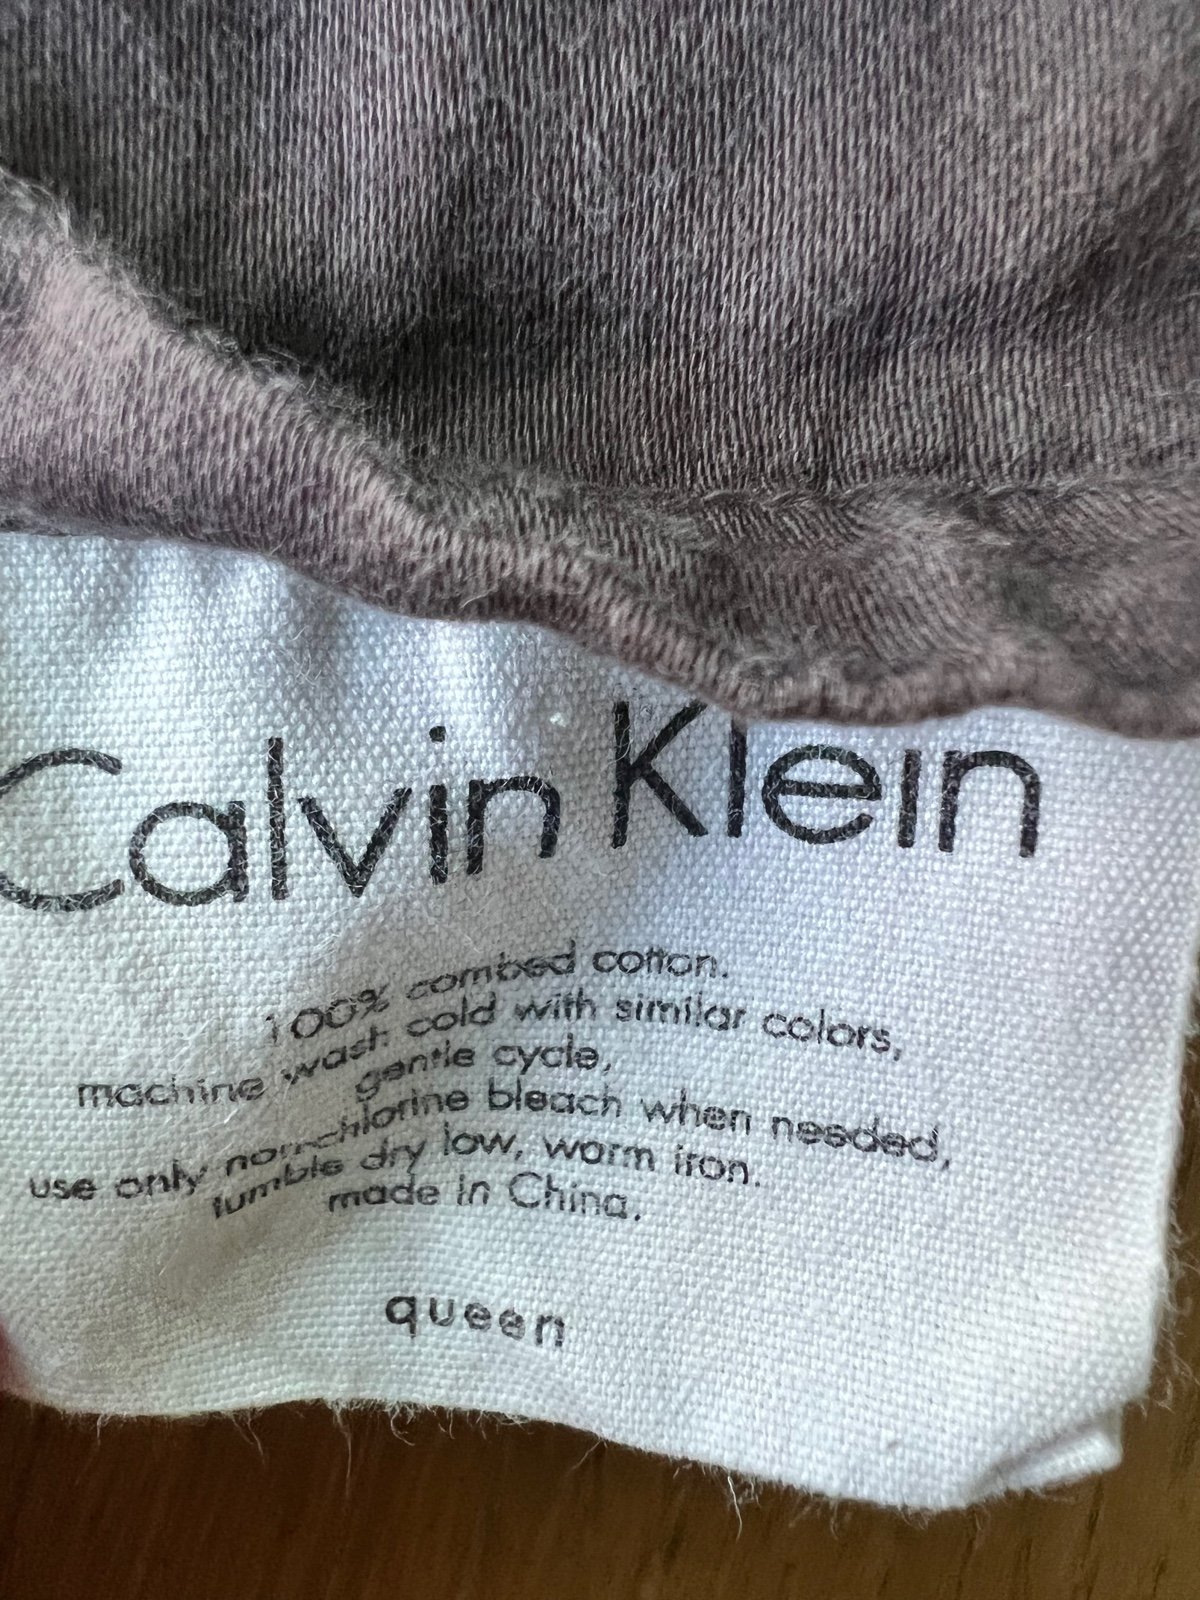 Calvin Klein
100% combed cotton.
machine wash cold with similar colors,
gentle cycle,
use only non-chlorine bleach when needed,
tumble dry low, warm iron.
made in China.
queen